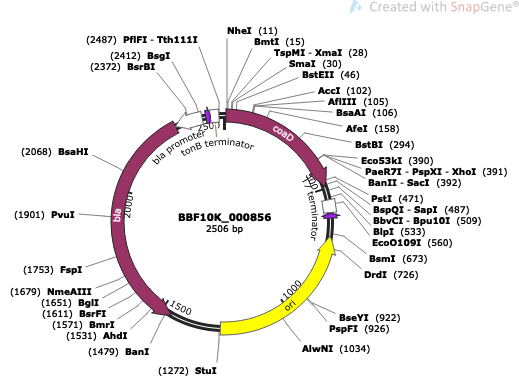 Created with SnapGene®
(2487) PflFI - Tth111I
(2412) BsgI
(2372) BsrBI
NheI (11)
BmtI (15)
TspMI - XmaI (28)
SmaI (30)
BstEII (46)
AccI (102)
AflIII (105)
BsaAI (106)
AfeI (158)
BstBI (294)
Eco53kI (390)
PaeR7I - PspXI - XhoI (391)
BanII - SacI (392)
PstI (471)
BspQI - SapI (487)
BbvCI - Bpu10I (509)
BlpI (533)
EcoO109I (560)
BsmI (673)
DrdI (726)
BseYI (922)
PspFI (926)
AlwNI (1034)
(1272) StuI
(1479) BanI
(1531) AhdI
(1571) BmrI
(1611) BsrFI
(1651) BglI
(1679) NmeAIII
(1753) FspI
(1901) PvuI
(2068) BsaHI
bla promoter
tonB terminator
coaD
T7 terminator
500
1000
ori
1500
2000
bla
BBF10K_000856
2506 bp